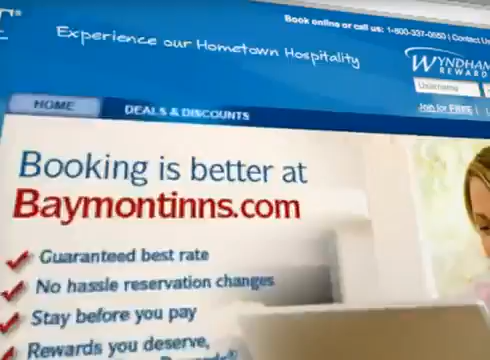 T®
Book online or call us: 1-800-337-0550 | Contact Us
Experience our Hometown Hospitality
WYNDHAM
REWARDS
Username
Join for FREE |
HOME
DEALS & DISCOUNTS
Booking is better at
Baymontinns.com
Guaranteed best rate
No hassle reservation changes
Stay before you pay
Rewards you deserve,